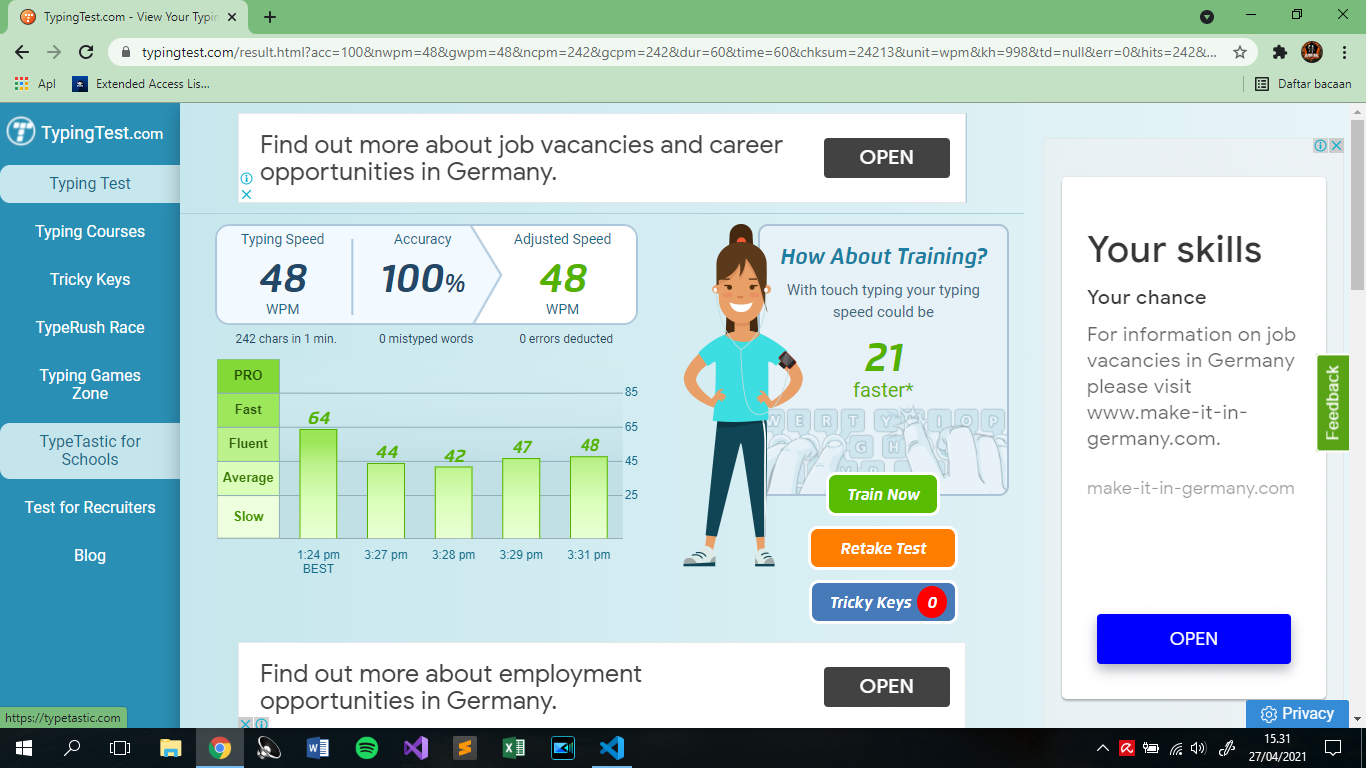 TypingTest.com - View Your Typin
typingtest.com/result.html?acc=100&nwpm=48&gwpm=48&ncpm=242&gcpm=242&dur=60&time=60&chksum=24213&unit=wpm&kh=998&td=null&err=0&hits=242&...
Apl
Extended Access Lis...
Daftar bacaan
TypingTest.com
Typing Test
Typing Courses
Tricky Keys
TypeRush Race
Typing Games
Zone
TypeTastic for
Schools
Test for Recruiters
Blog
Find out more about job vacancies and career
opportunities in Germany.
OPEN
Typing Speed
48
WPM
Accuracy
100%
Adjusted Speed
48
WPM
242 chars in 1 min.
0 mistyped words
0 errors deducted
PRO
Fast
Fluent
Average
Slow
85
65
45
25
64
44
42
47
48
1:24 pm
BEST
3:27 pm
3:28 pm
3:29 pm
3:31 pm
How About Training?
With touch typing your typing
speed could be
21
faster*
W E R T Y I O P
G H
Train Now
Retake Test
Tricky Keys 0
Find out more about employment
opportunities in Germany.
OPEN
Your skills
Your chance
For information on job
vacancies in Germany
please visit
www.make-it-in-
germany.com.
make-it-in-germany.com
OPEN
Feedback
Privacy
https://typetastic.com
15.31
27/04/2021